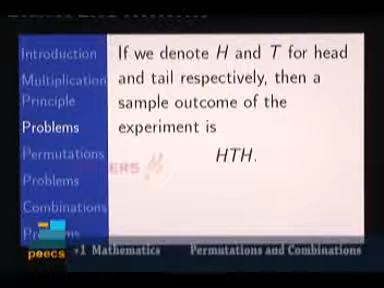 Introduction
Multiplication
Principle
Problems
Permutations
Problems
Combinations
If we denote H and T for head
and tail respectively, then a
sample outcome of the
experiment is
HTH.
ERS
peecs
+1 Mathematics
Permutations and Combinations